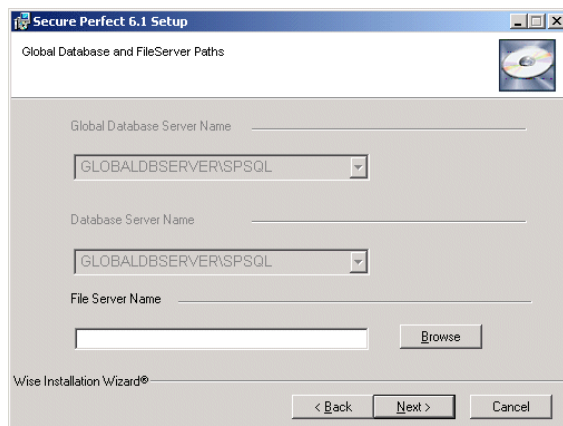 Secure Perfect 6.1 Setup
Global Database and FileServer Paths
Global Database Server Name
GLOBALDBSERVER\SPSQL
Database Server Name
GLOBALDBSERVER\SPSQL
File Server Name
Browse
Wise Installation Wizard®
< Back Next > Cancel